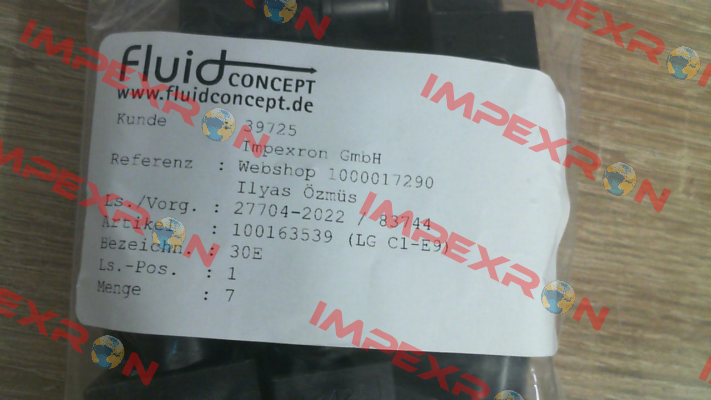 fluid CONCEPT
www.fluidconcept.de
Kunde : 39725
Impexron GmbH
Referenz : Webshop 1000017290
Ilyas Özmüs
Ls./Vorg. : 27704-2022 / 83744
Artikel : 100163539 (LG C1-E9)
Bezeichn. : 30E
Ls.-Pos. : 1
Menge : 7
IMPEXRON
IMPEXRON
IMPEXRON
IMPEXRON
IMPEXRON
IMPEXRON
IMPEXRON